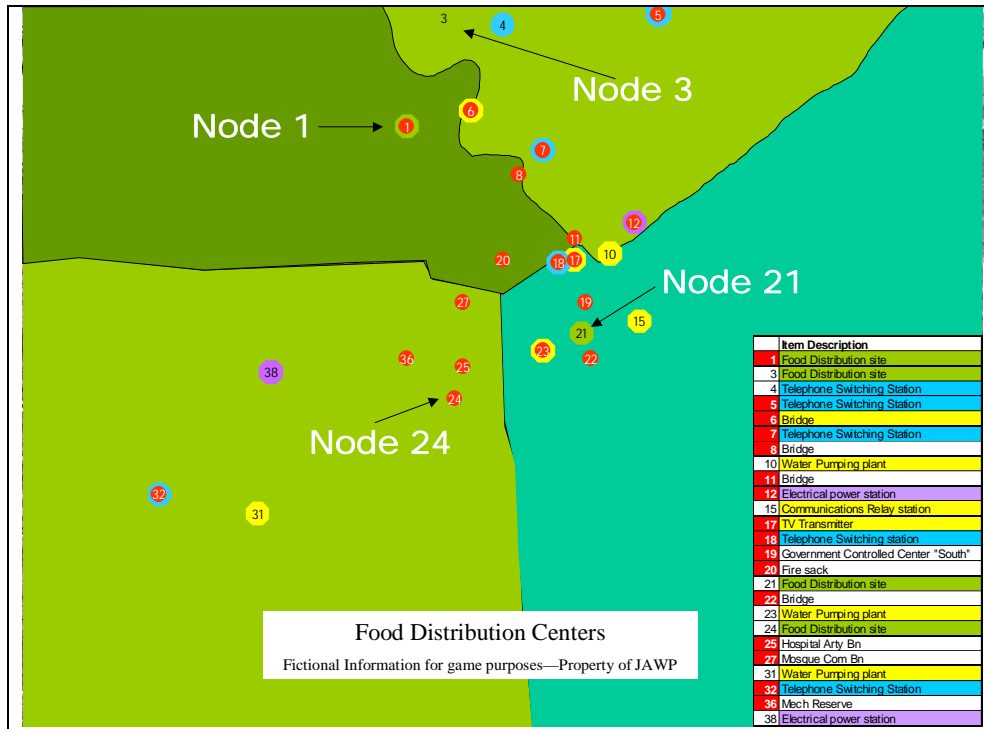 3
4
5
Node 3
6
Node 1
1
7
8
12
11
10
20
18
17
Node 21
27
19
15
21
23
36
25
22
38
24
Node 24
32
31
Food Distribution Centers
Fictional Information for game purposes—Property of JAWP
Item Description
1 Food Distribution site
3 Food Distribution site
4 Telephone Switching Station
5 Telephone Switching Station
6 Bridge
7 Telephone Switching Station
8 Bridge
10 Water Pumping plant
11 Bridge
12 Electrical power station
15 Communications Relay station
17 TV Transmitter
18 Telephone Switching station
19 Government Controlled Center "South"
20 Fire sack
21 Food Distribution site
22 Bridge
23 Water Pumping plant
24 Food Distribution site
25 Hospital Arty Bn
27 Mosque Com Bn
31 Water Pumping plant
32 Telephone Switching Station
36 Mech Reserve
38 Electrical power station